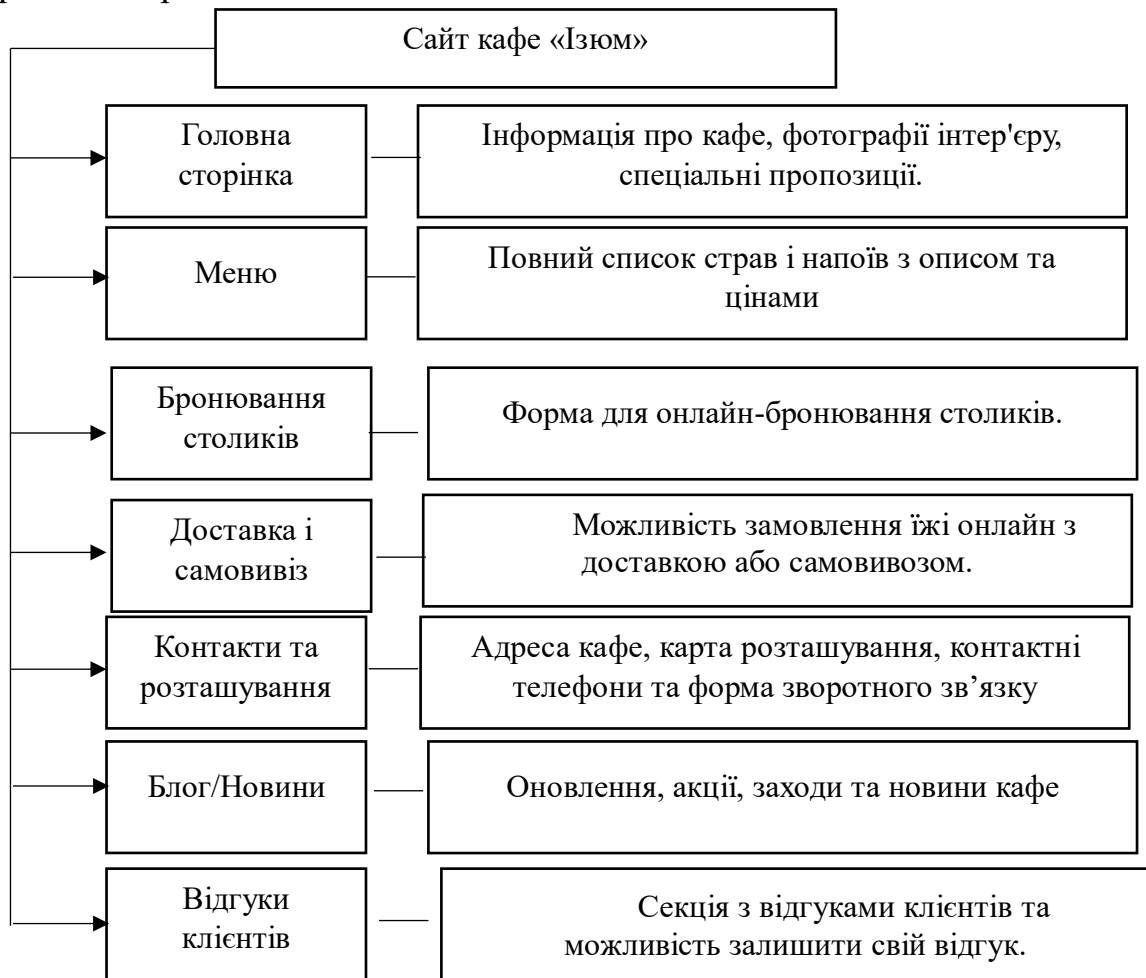 Сайт кафе «Ізюм»
Головна
сторінка
Інформація про кафе, фотографії інтер'єру,
спеціальні пропозиції.
Меню
Повний список страв і напоїв з описом та
цінами
Бронювання
столиків
Форма для онлайн-бронювання столиків.
Доставка і
самовивіз
Можливість замовлення їжі онлайн з
доставкою або самовивозом.
Контакти та
розташування
Адреса кафе, карта розташування, контактні
телефони та форма зворотного зв’язку
Блог/Новини
Оновлення, акції, заходи та новини кафе
Відгуки
клієнтів
Секція з відгуками клієнтів та
можливість залишити свій відгук.